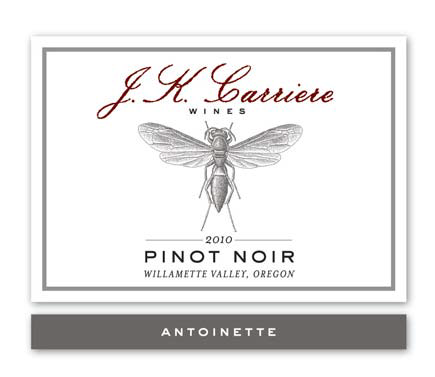 J. K. Carriere
WINES
2010
PINOT NOIR
WILLAMETTE VALLEY, OREGON
ANTOINETTE